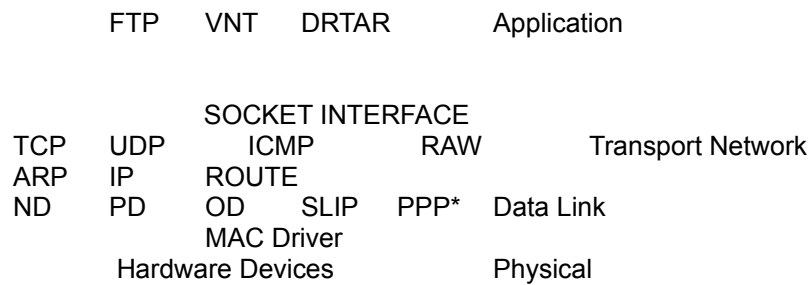 FTP VNT DRTAR Application
SOCKET INTERFACE
TCP UDP ICMP RAW Transport Network
ARP IP ROUTE
ND PD OD SLIP PPP* Data Link
MAC Driver
Hardware Devices Physical